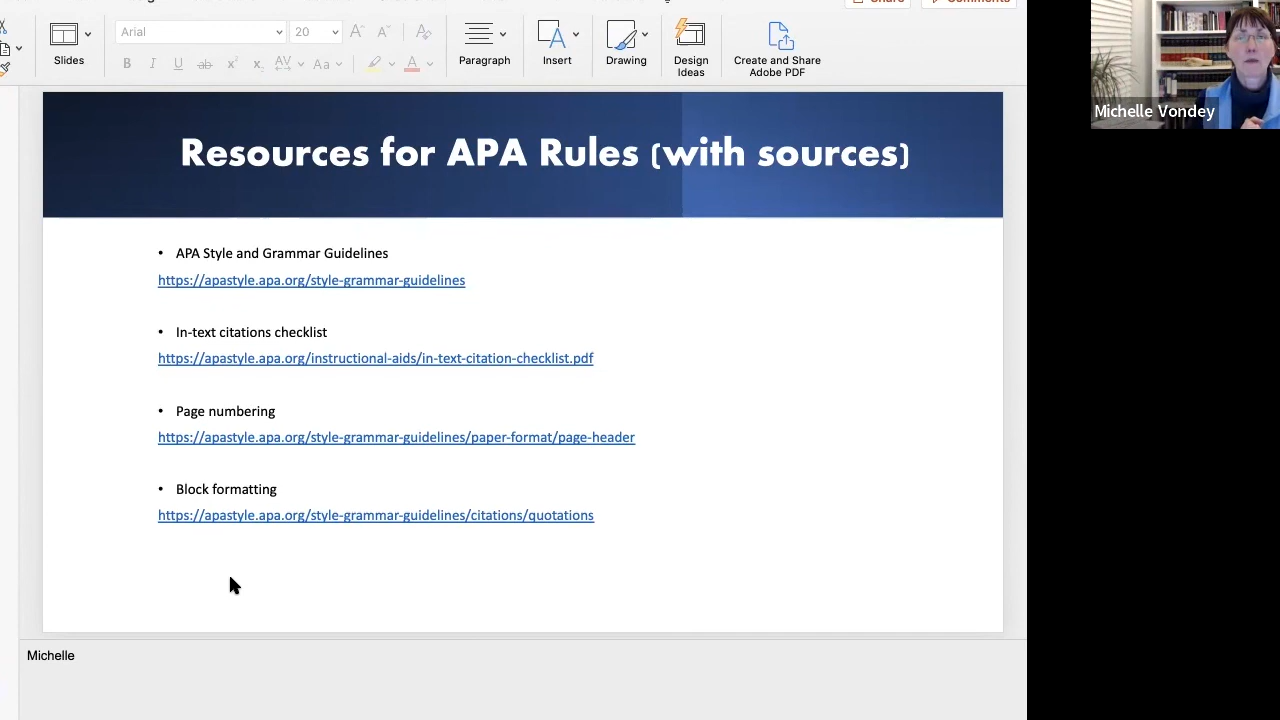 Share
Comments
Arial
20
Slides
B I U ab x x AV Aa A
Paragraph
Insert
Drawing
Design
Ideas
Create and Share
Adobe PDF
Michelle Vondey
Resources for APA Rules (with sources)
• APA Style and Grammar Guidelines
https://apastyle.apa.org/style-grammar-guidelines
• In-text citations checklist
https://apastyle.apa.org/instructional-aids/in-text-citation-checklist.pdf
• Page numbering
https://apastyle.apa.org/style-grammar-guidelines/paper-format/page-header
• Block formatting
https://apastyle.apa.org/style-grammar-guidelines/citations/quotations
Michelle